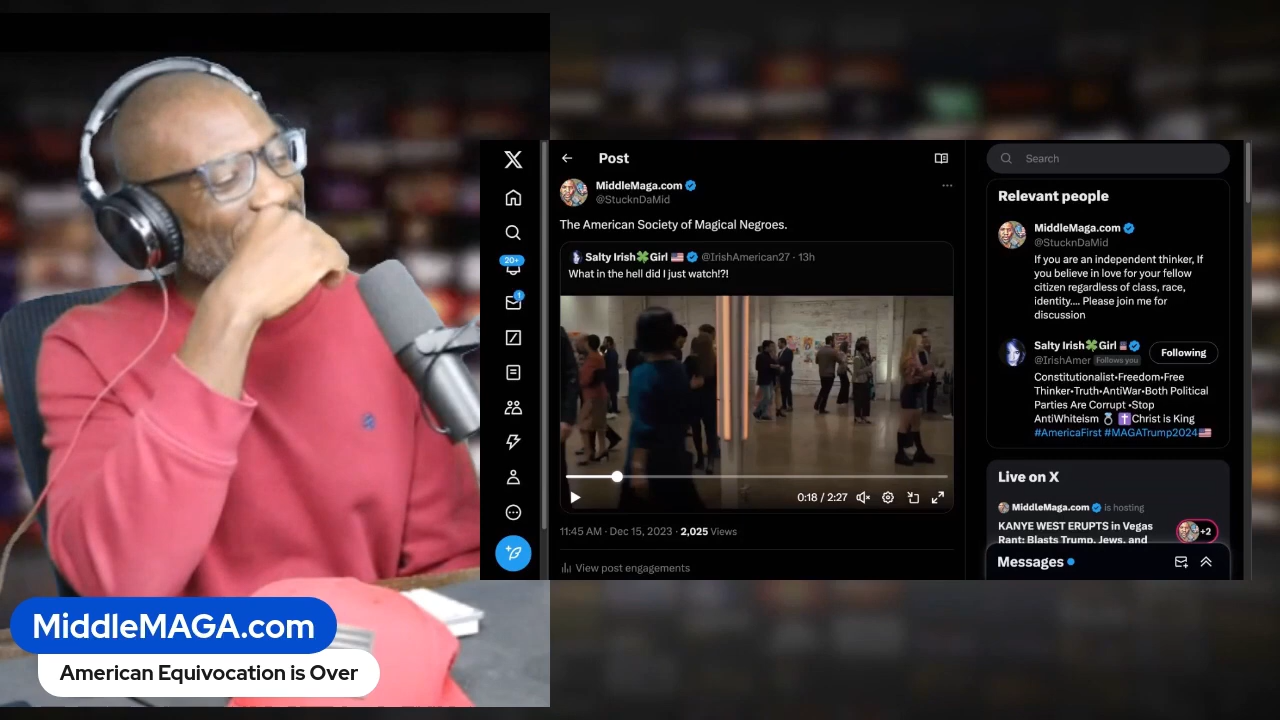 Post
MiddleMaga.com
@StucknDaMid
The American Society of Magical Negroes.
Salty Irish🍀Girl 🇺🇸 @IrishAmerican27 · 13h
What in the hell did I just watch!?!
0:18 / 2:27
11:45 AM · Dec 15, 2023 · 2,025 Views
View post engagements
20+
1
Search
Relevant people
MiddleMaga.com
@StucknDaMid
If you are an independent thinker, If
you believe in love for your fellow
citizen regardless of class, race,
identity.... Please join me for
discussion
Salty Irish🍀Girl 🇺🇸
@IrishAmer Follows you
Following
Constitutionalist•Freedom•Free
Thinker•Truth•AntiWar•Both Political
Parties Are Corrupt •Stop
AntiWhiteism 💍 ✝️Christ is King
#AmericaFirst #MAGATrump2024🇺🇸
Live on X
MiddleMaga.com is hosting
KANYE WEST ERUPTS in Vegas
Rant: Blasts Trump, Jews, and
+2
Messages
MiddleMAGA.com
American Equivocation is Over